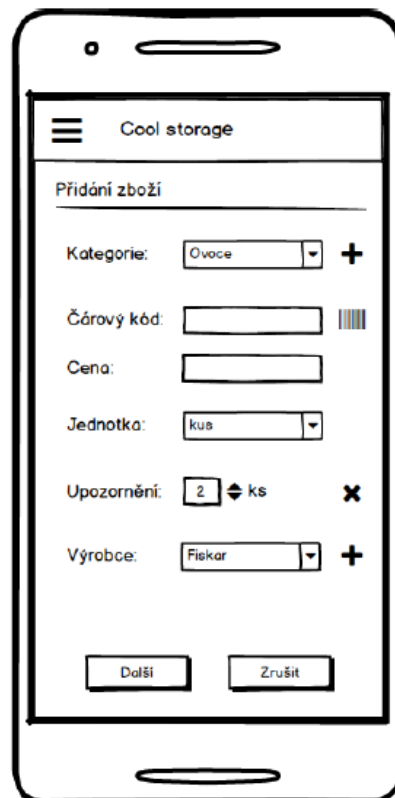 Cool storage
Přidání zboží
Kategorie: Ovoce
Čárový kód:
Cena:
Jednotka: kus
Upozornění: 2 ks
Výrobce: Fiskar
Další Zrušit